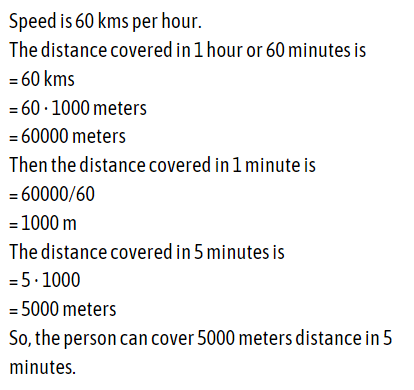 Speed is 60 kms per hour.
The distance covered in 1 hour or 60 minutes is
= 60 kms
= 60 · 1000 meters
= 60000 meters
Then the distance covered in 1 minute is
= 60000/60
= 1000 m
The distance covered in 5 minutes is
= 5 · 1000
= 5000 meters
So, the person can cover 5000 meters distance in 5
minutes.